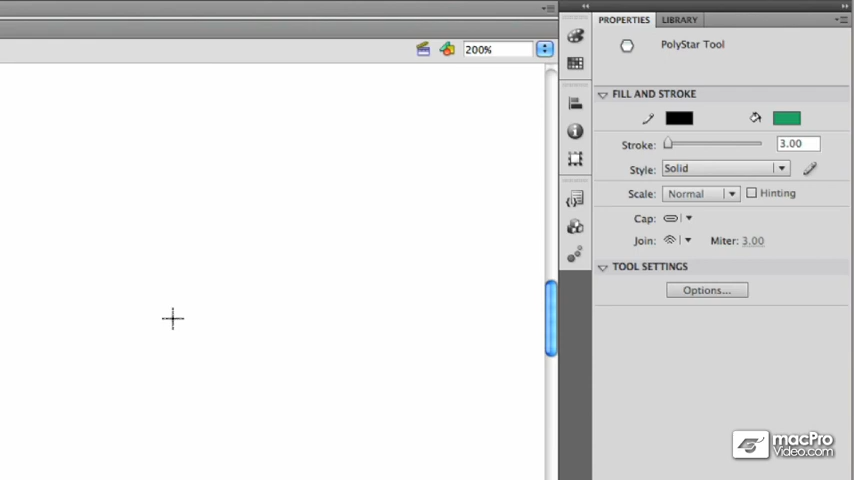 200%
PROPERTIES LIBRARY
PolyStar Tool
FILL AND STROKE
Stroke: 3.00
Style: Solid
Scale: Normal Hinting
Cap:
Join: Miter: 3.00
TOOL SETTINGS
Options...
macPro
Video.com